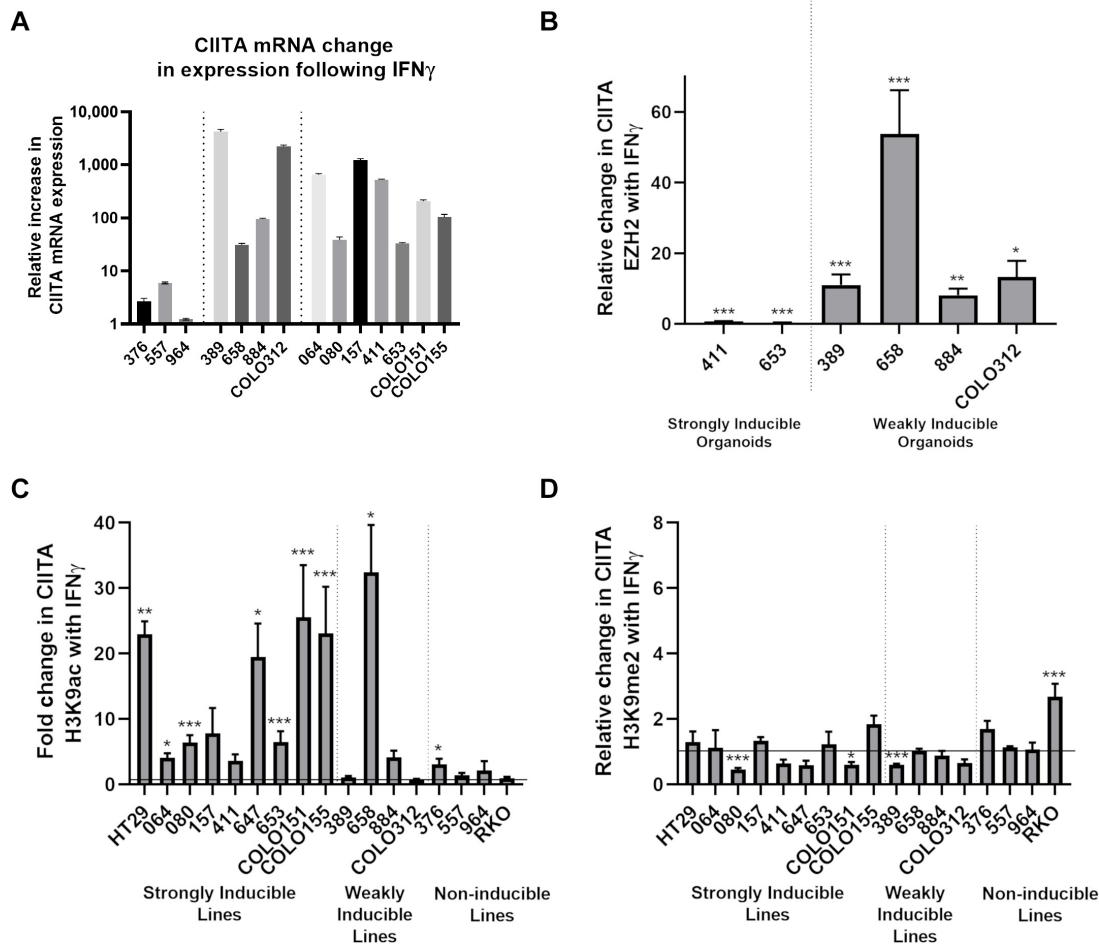 A
CIITA mRNA change
in expression following IFNγ
Relative increase in
CIITA mRNA expression
10,000
1,000
100
10
1
376
557
964
389
658
884
COLO312
064
080
157
411
653
COLO151
COLO155
B
Relative change in CIITA
EZH2 with IFNγ
60
40
20
0
***
***
***
***
**
*
411
653
389
658
884
COLO312
Strongly Inducible
Organoids
Weakly Inducible
Organoids
C
Fold change in CIITA
H3K9ac with IFNγ
40
30
20
10
0
**
*
***
*
***
***
***
*
*
HT29
064
080
157
411
647
653
COLO151
COLO155
389
658
884
COLO312
376
557
964
RKO
Strongly Inducible
Lines
Weakly
Inducible
Lines
Non-inducible
Lines
D
Relative change in CIITA
H3K9me2 with IFNγ
8
6
4
2
0
***
*
***
***
HT29
064
080
157
411
647
653
COLO151
COLO155
389
658
884
COLO312
376
557
964
RKO
Strongly Inducible
Lines
Weakly
Inducible
Lines
Non-inducible
Lines